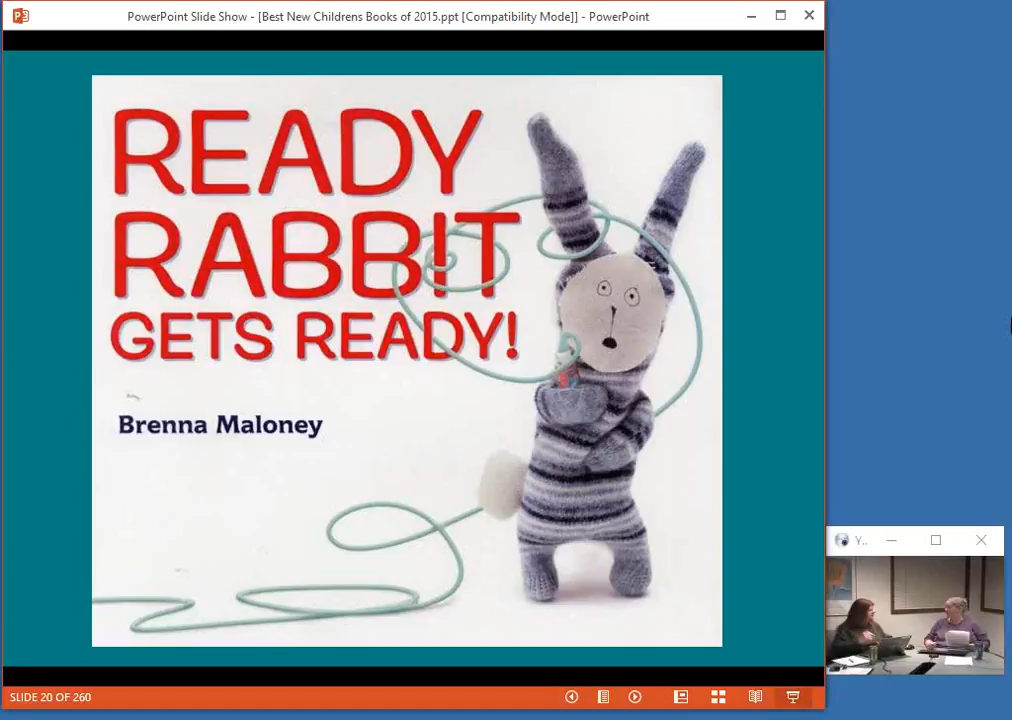 PowerPoint Slide Show - [Best New Childrens Books of 2015.ppt [Compatibility Mode]] - PowerPoint
READY
RABBIT
GETS READY!
Brenna Maloney
Y..
SLIDE 20 OF 260